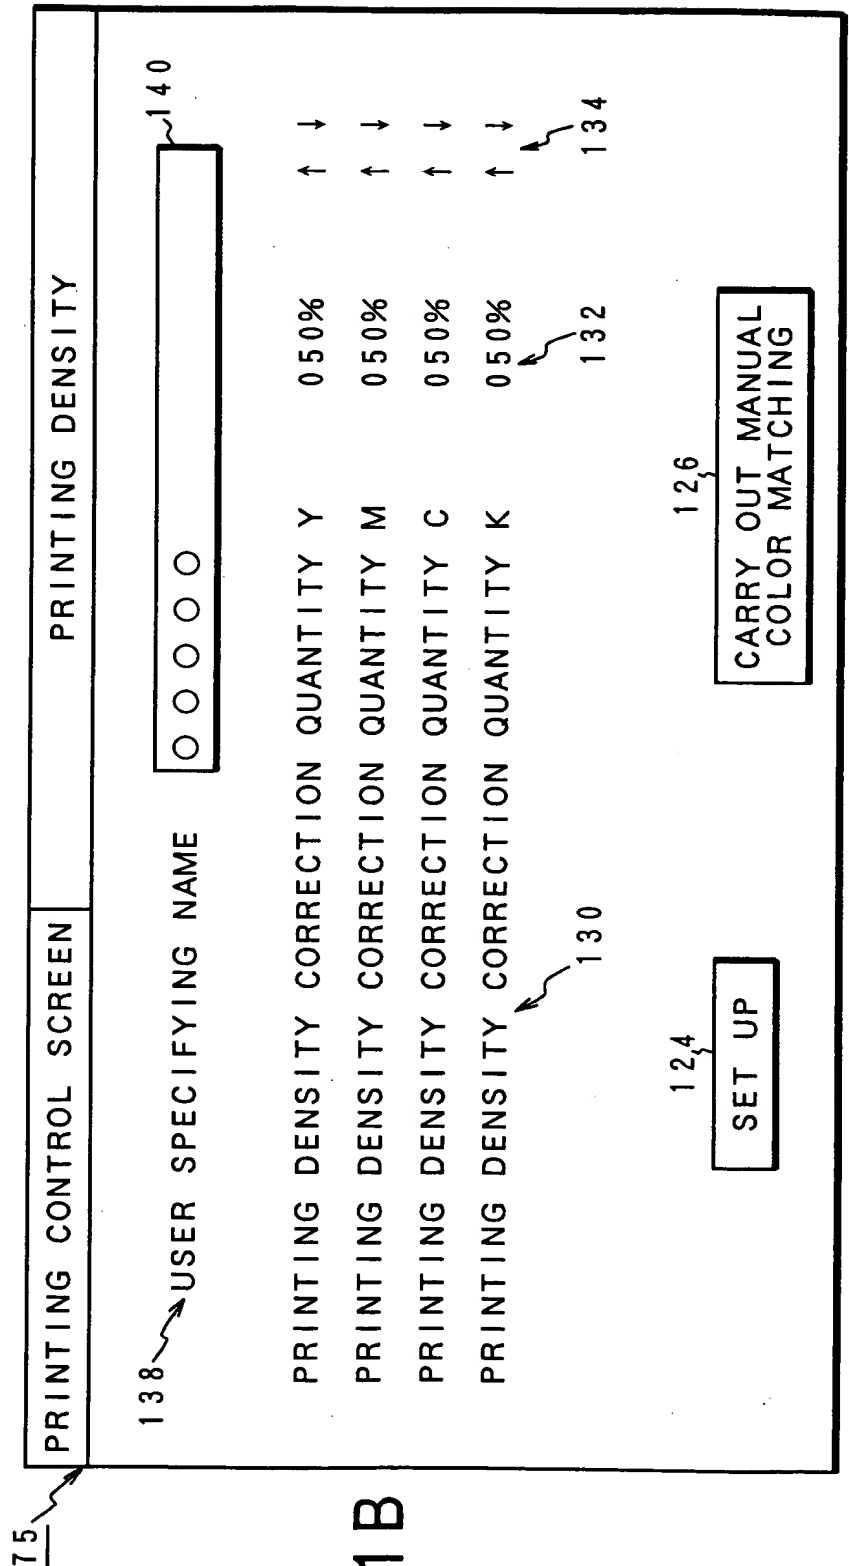 75
PRINTING CONTROL SCREEN PRINTING DENSITY
138 USER SPECIFYING NAME ○○○○○ 140
PRINTING DENSITY CORRECTION QUANTITY Y 050% ↑ ↓
PRINTING DENSITY CORRECTION QUANTITY M 050% ↑ ↓
PRINTING DENSITY CORRECTION QUANTITY C 050% ↑ ↓
PRINTING DENSITY CORRECTION QUANTITY K 050% ↑ ↓
130 132 134
124 126
SET UP
CARRY OUT MANUAL
COLOR MATCHING
1B